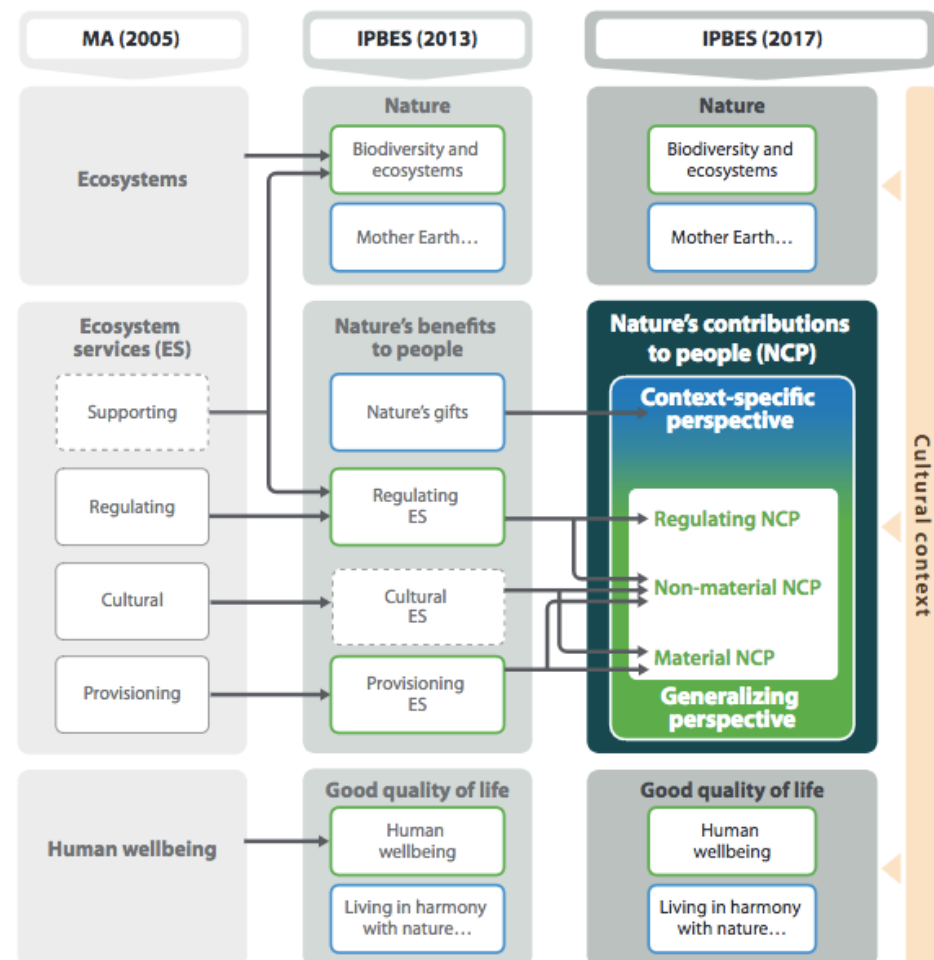 MA (2005)
IPBES (2013)
IPBES (2017)
Ecosystems
Nature
Biodiversity and
ecosystems
Mother Earth…
Nature
Biodiversity and
ecosystems
Mother Earth…
Ecosystem
services (ES)
Supporting
Regulating
Cultural
Provisioning
Nature's benefits
to people
Nature's gifts
Regulating
ES
Cultural
ES
Provisioning
ES
Nature's contributions
to people (NCP)
Context-specific
perspective
Regulating NCP
Non-material NCP
Material NCP
Generalizing
perspective
Human wellbeing
Good quality of life
Human
wellbeing
Living in harmony
with nature…
Good quality of life
Human
wellbeing
Living in harmony
with nature…
Cultural context